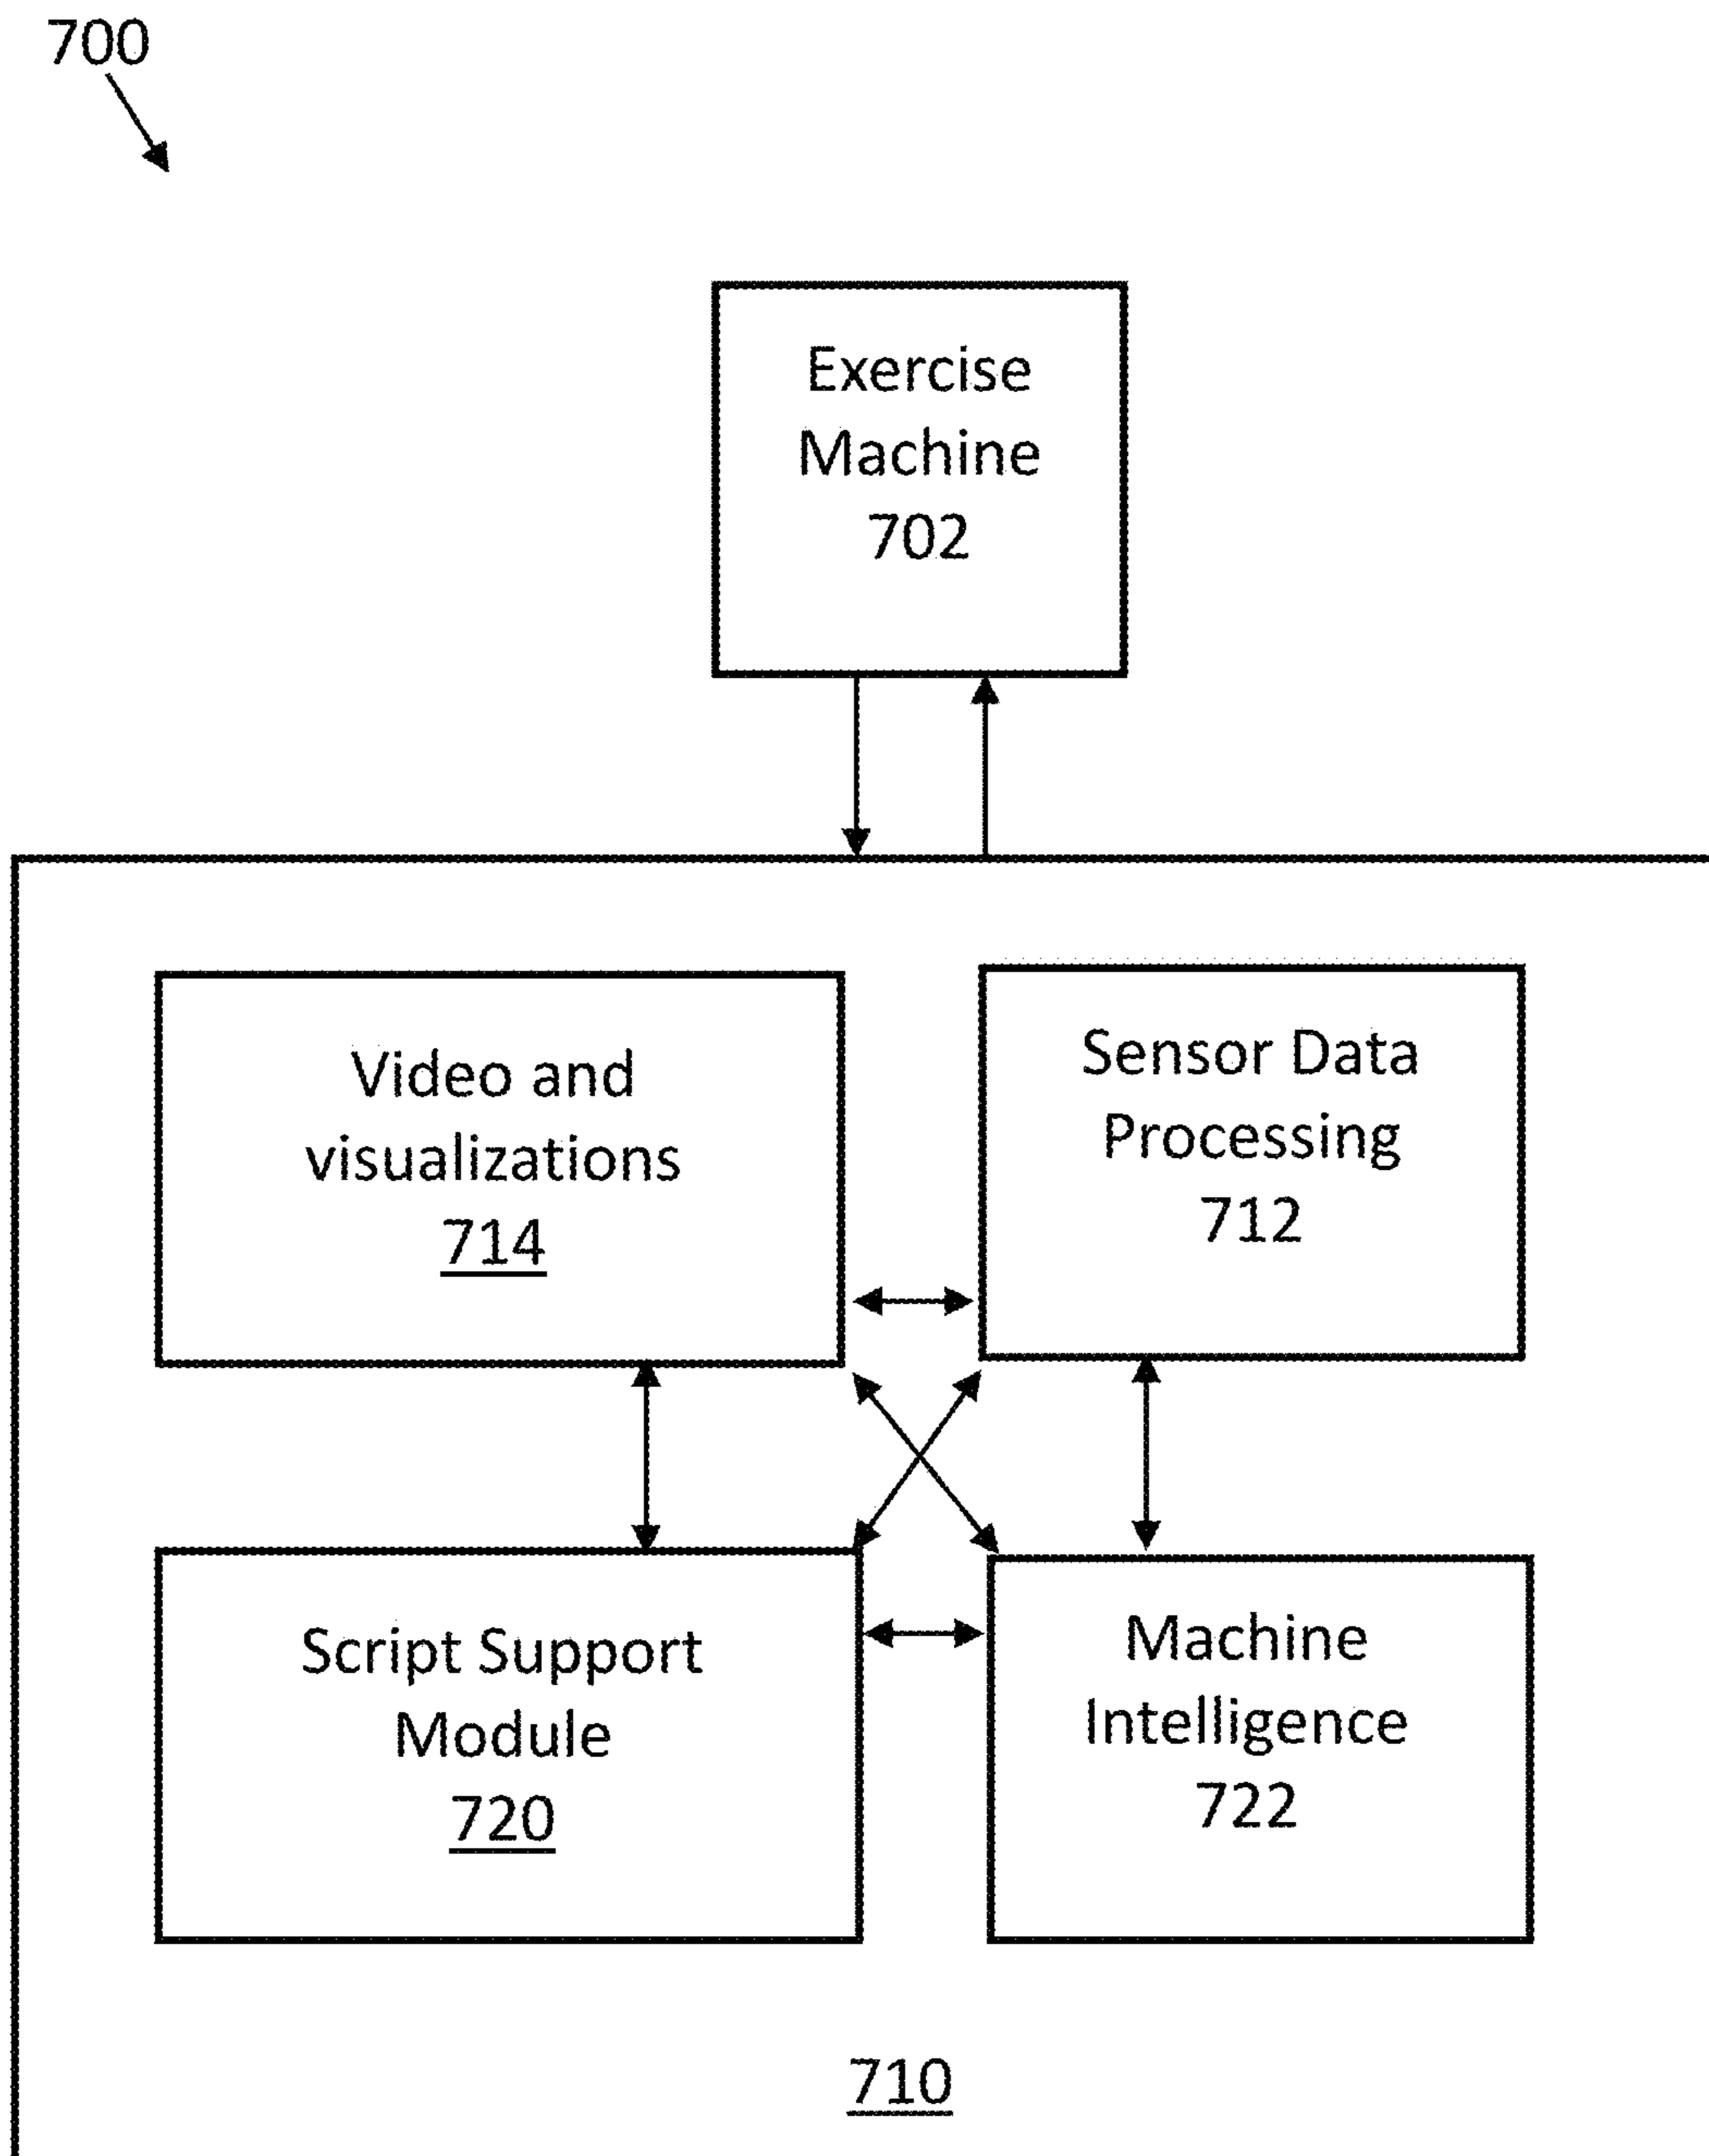 700
Exercise
Machine
702
Video and
visualizations
714
Sensor Data
Processing
712
Script Support
Module
720
Machine
Intelligence
722
710